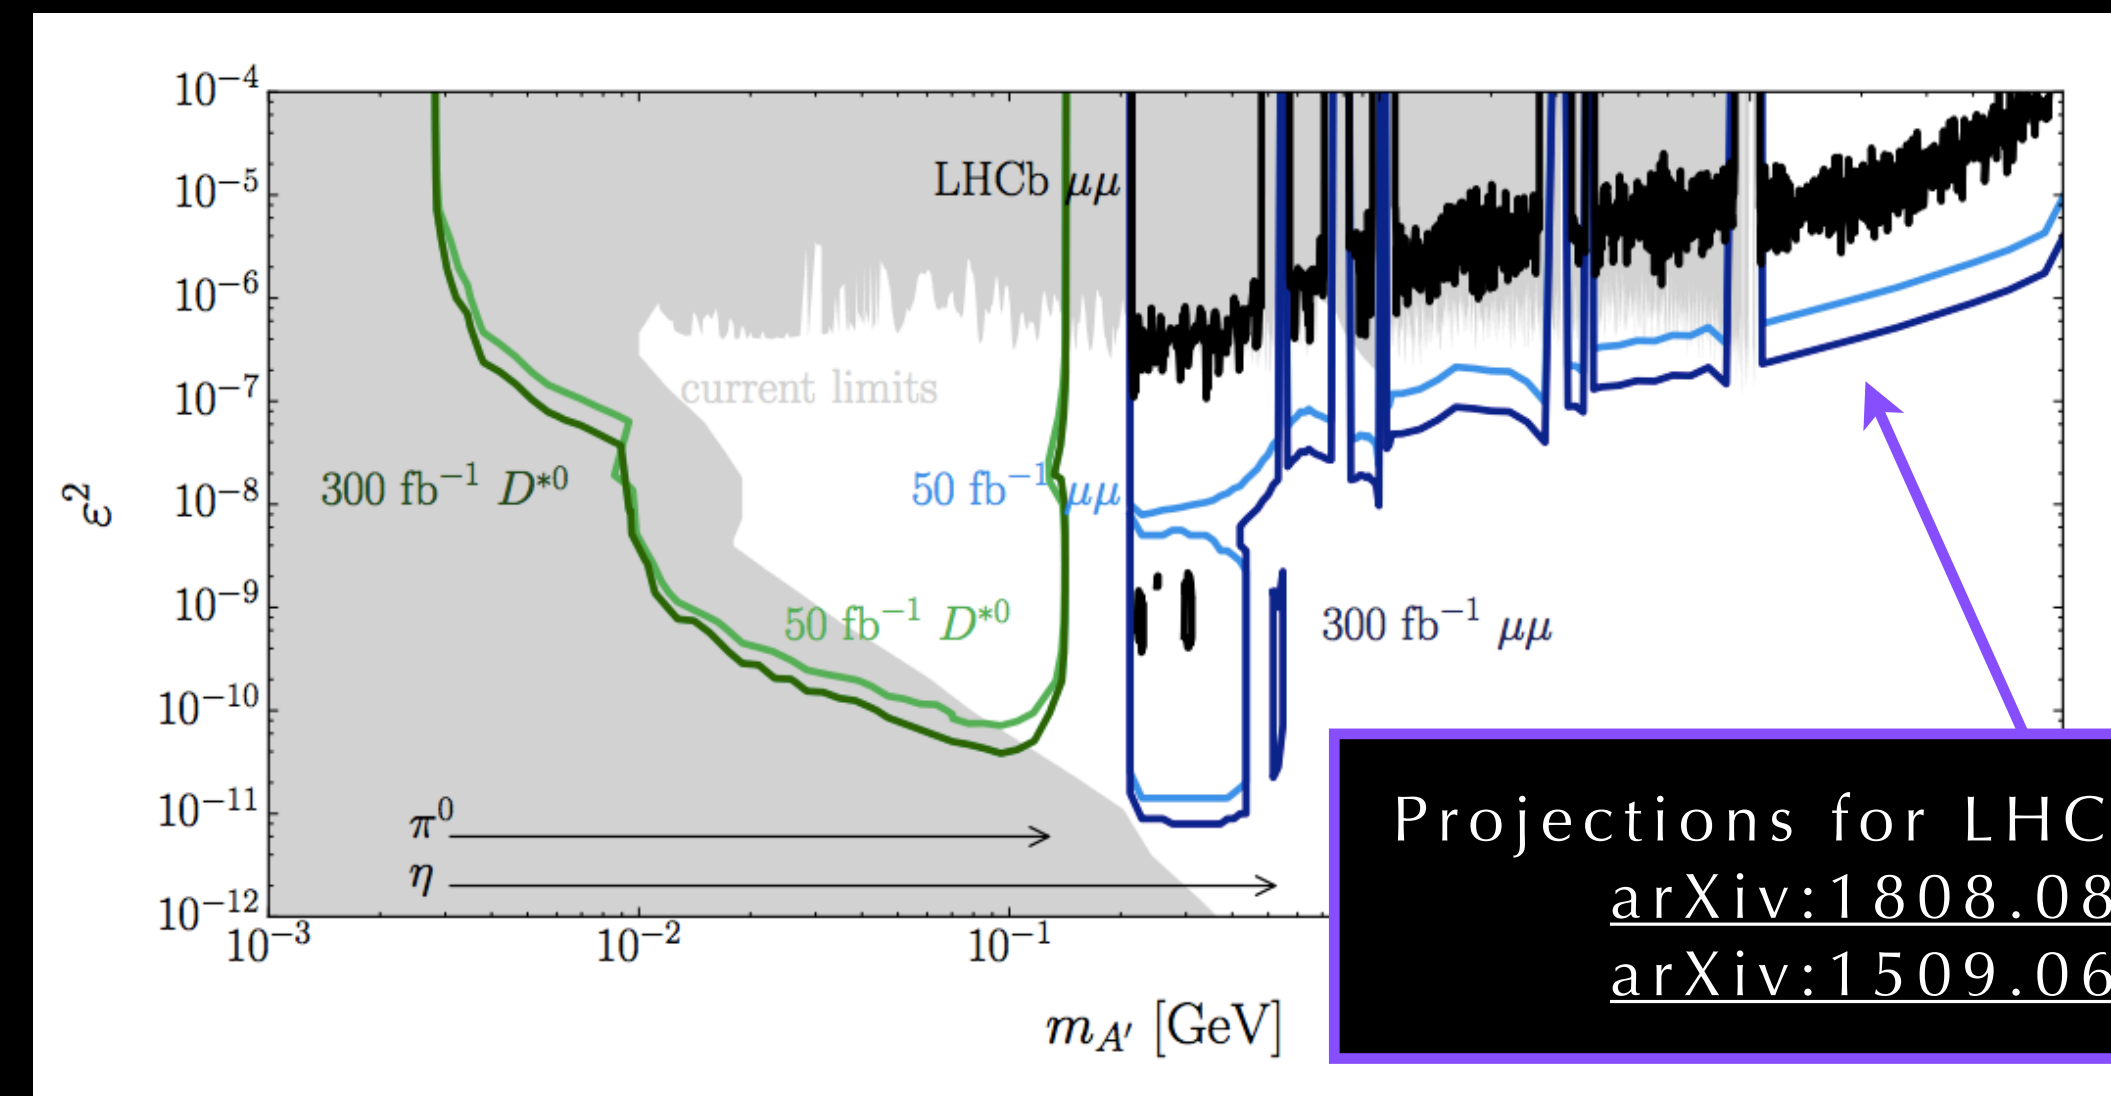 10⁻⁴
10⁻⁵
10⁻⁶
10⁻⁷
10⁻⁸
10⁻⁹
10⁻¹⁰
10⁻¹¹
10⁻¹²
ε²
LHCb μμ
current limits
300 fb⁻¹ D*⁰
50 fb⁻¹ μμ
50 fb⁻¹ D*⁰
300 fb⁻¹ μμ
π⁰
η
10⁻³ 10⁻² 10⁻¹
m_A′ [GeV]
Projections for LHC
arXiv:1808.08
arXiv:1509.06